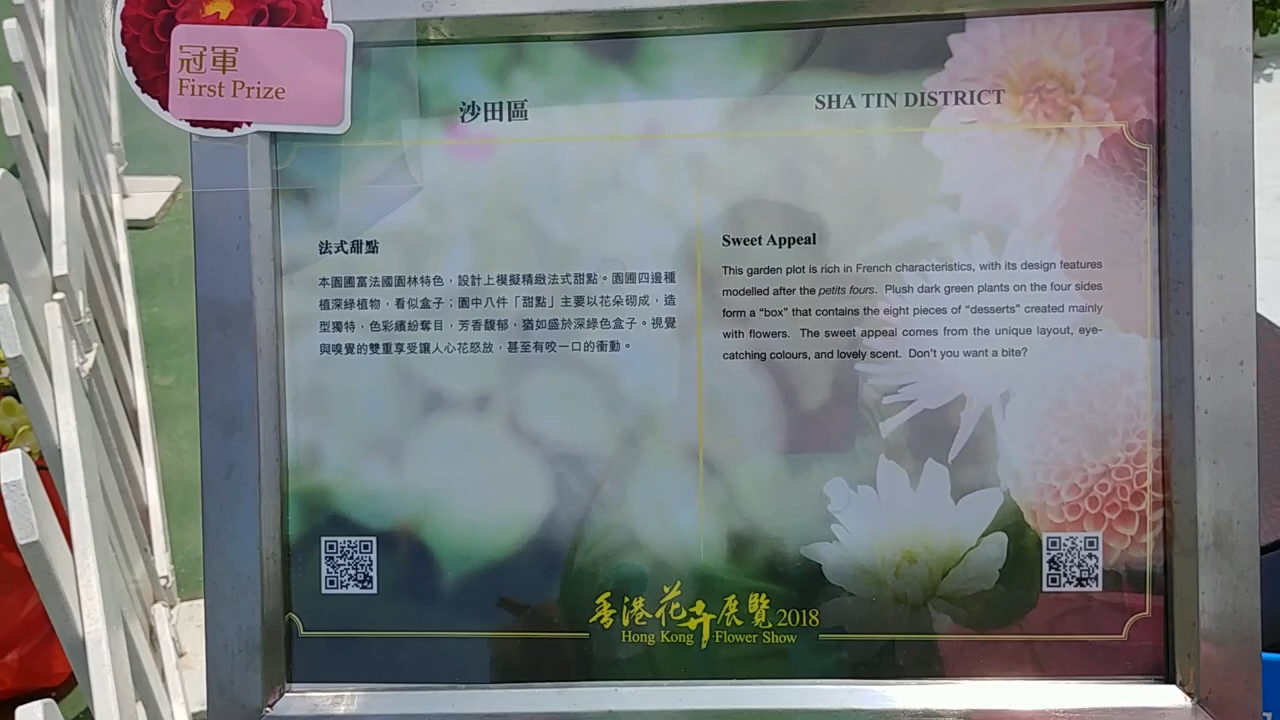 冠軍
First Prize
沙田區
SHA TIN DISTRICT
法式甜點
本園圃富法國園林特色，設計上模擬精緻法式甜點。園圃四邊種
植深綠植物，看似盒子；園中八件「甜點」主要以花朵砌成，造
型獨特，色彩繽紛奪目，芳香馥郁，猶如盛於深綠色盒子。視覺
與嗅覺的雙重享受讓人心花怒放，甚至有咬一口的衝動。
Sweet Appeal
This garden plot is rich in French characteristics, with its design features
modelled after the petits fours. Plush dark green plants on the four sides
form a “box” that contains the eight pieces of “desserts” created mainly
with flowers. The sweet appeal comes from the unique layout, eye-
catching colours, and lovely scent. Don’t you want a bite?
香港花卉展覽 2018
Hong Kong Flower Show